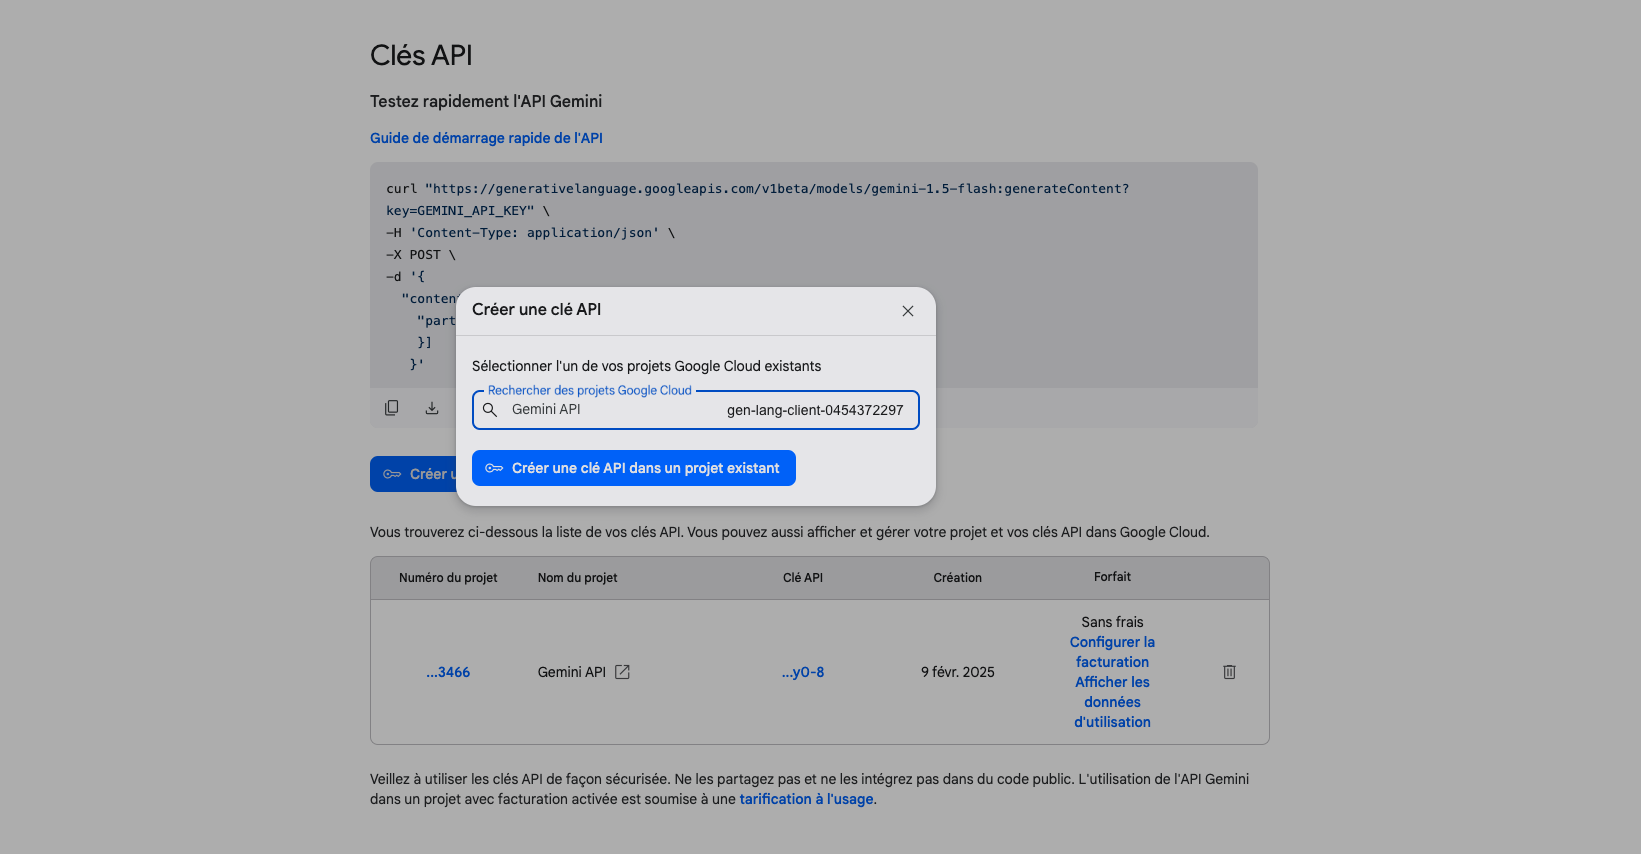 Clés API
Testez rapidement l'API Gemini
Guide de démarrage rapide de l'API
curl "https://generativelanguage.googleapis.com/v1beta/models/gemini-1.5-flash:generateContent?
key=GEMINI_API_KEY" \
-H 'Content-Type: application/json' \
-X POST \
-d '{
"conten
"part
}]
}'
Créer une clé API
Sélectionner l'un de vos projets Google Cloud existants
Rechercher des projets Google Cloud
Gemini API gen-lang-client-0454372297
Créer une clé API dans un projet existant
Créer u
Vous trouverez ci-dessous la liste de vos clés API. Vous pouvez aussi afficher et gérer votre projet et vos clés API dans Google Cloud.
Numéro du projet Nom du projet Clé API Création Forfait
...3466 Gemini API ...y0-8 9 févr. 2025
Sans frais
Configurer la
facturation
Afficher les
données
d'utilisation
Veillez à utiliser les clés API de façon sécurisée. Ne les partagez pas et ne les intégrez pas dans du code public. L'utilisation de l'API Gemini
dans un projet avec facturation activée est soumise à une tarification à l'usage.